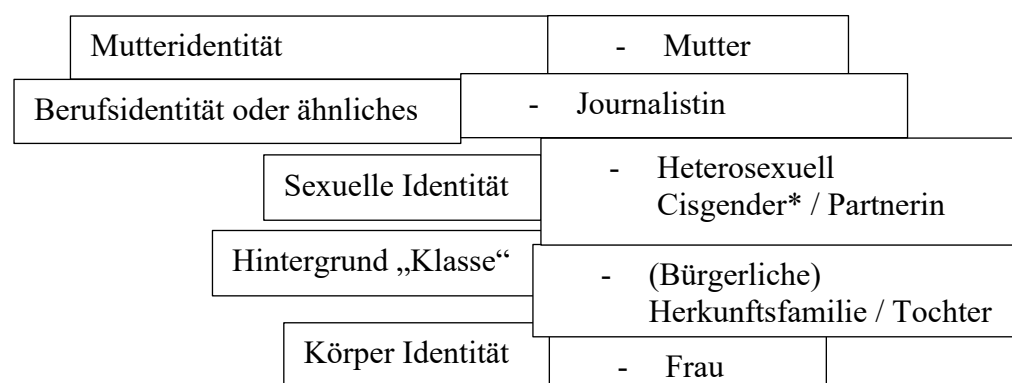 Mutteridentität - Mutter
Berufsidentität oder ähnliches - Journalistin
Sexuelle Identität - Heterosexuell
Cisgender* / Partnerin
Hintergrund „Klasse“ - (Bürgerliche)
Herkunftsfamilie / Tochter
Körper Identität - Frau